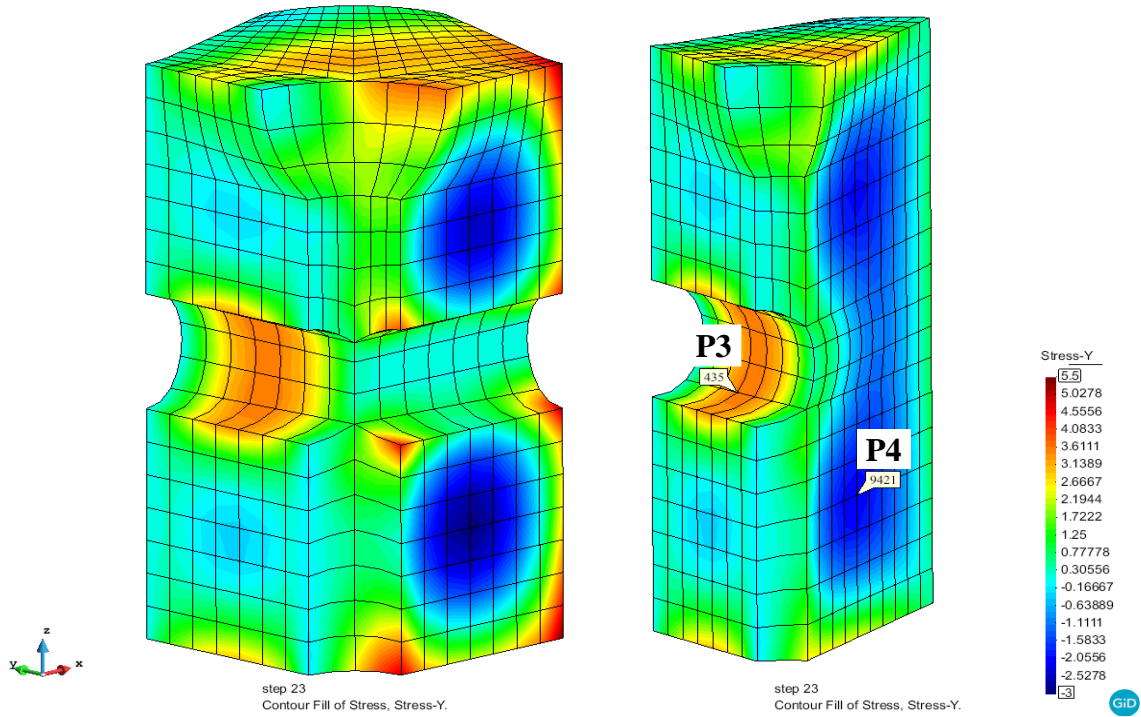 P3
435
P4
9421
Stress-Y
5.5
5.0278
4.5556
4.0833
3.6111
3.1389
2.6667
2.1944
1.7222
1.25
0.77778
0.30556
-0.16667
-0.63889
-1.1111
-1.5833
-2.0556
-2.5278
-3
z
y
x
step 23
Contour Fill of Stress, Stress-Y.
step 23
Contour Fill of Stress, Stress-Y.
GiD